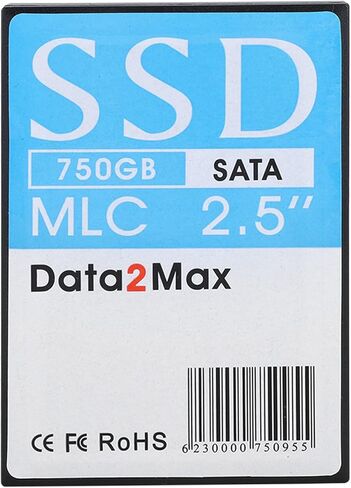 SSD
750GB SATA
MLC 2.5″
Data2Max
CE FC RoHS
6230000750955